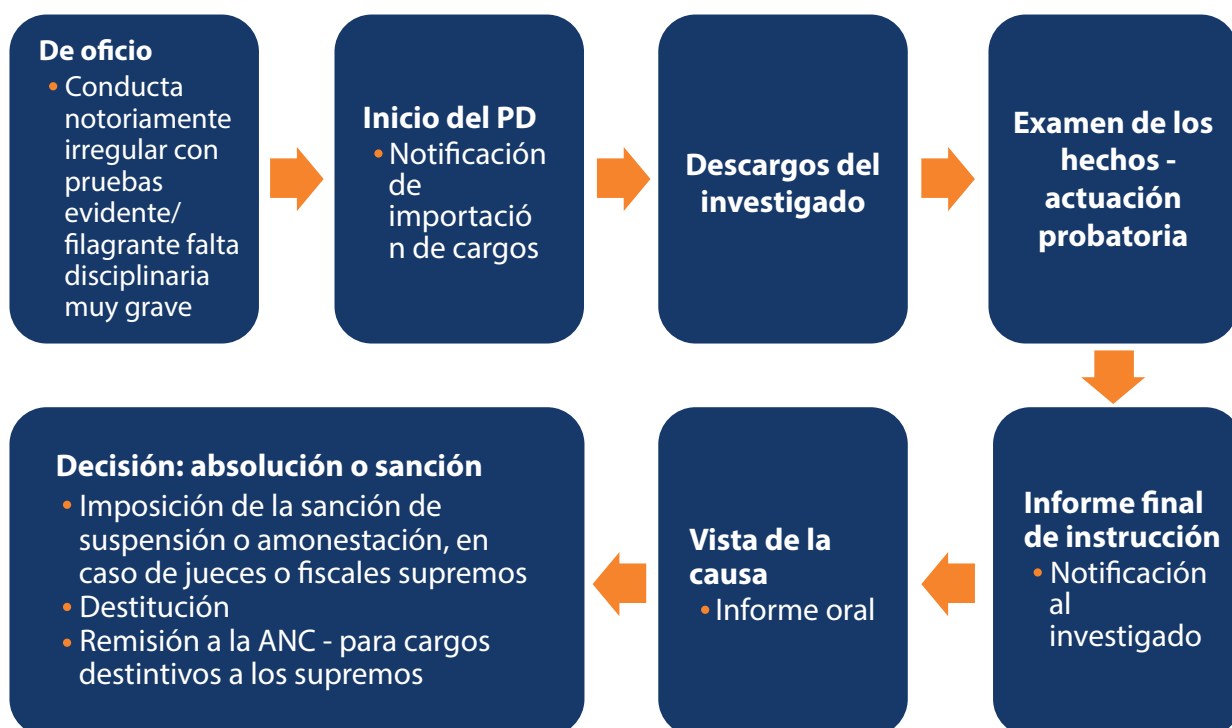 De oficio
• Conducta
notoriamente
irregular con
pruebas
evidente/
filagrante falta
disciplinaria
muy grave
Inicio del PD
• Notificación
de
importació
n de cargos
Descargos del
investigado
Examen de los
hechos -
actuación
probatoria
Informe final
de instrucción
• Notificación
al
investigado
Vista de la
causa
• Informe oral
Decisión: absolución o sanción
• Imposición de la sanción de
suspensión o amonestación, en
caso de jueces o fiscales supremos
• Destitución
• Remisión a la ANC - para cargos
destintivos a los supremos